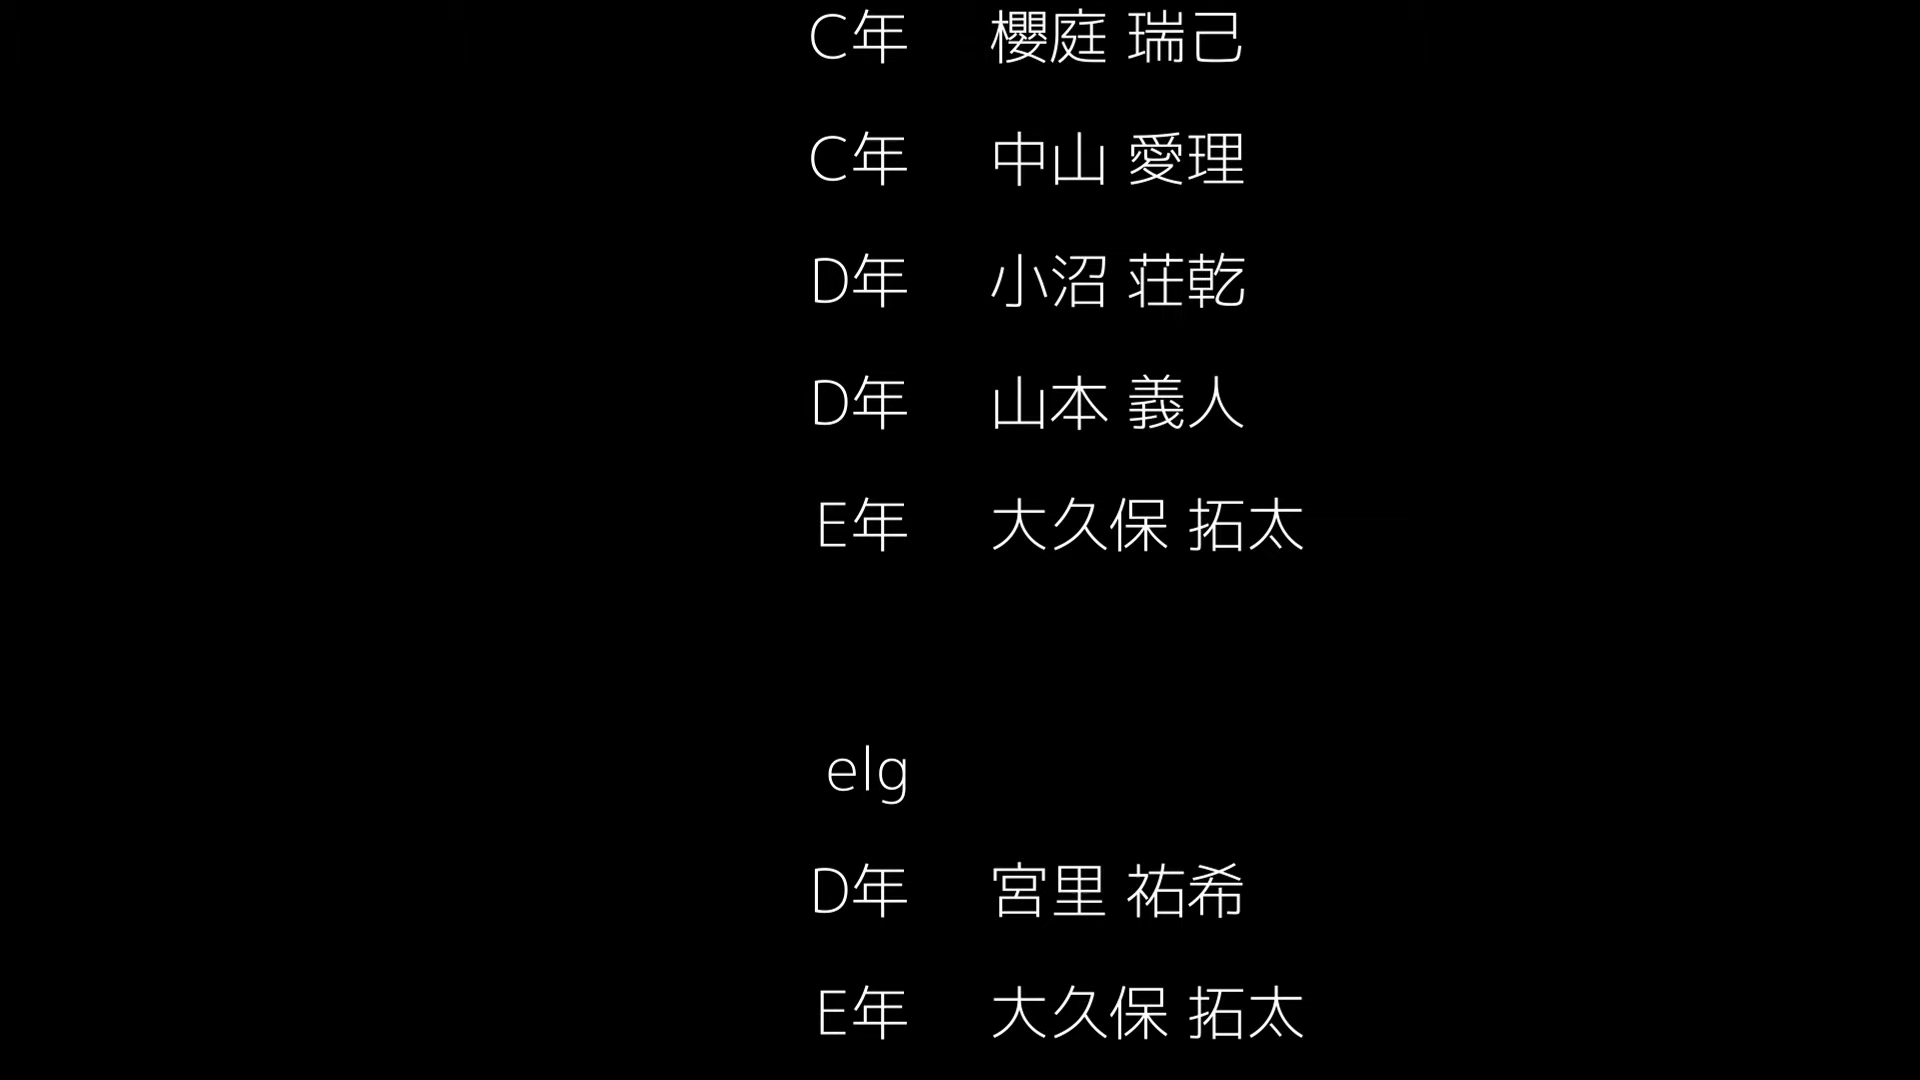 C年 櫻庭 瑞己
C年 中山 愛理
D年 小沼 荘乾
D年 山本 義人
E年 大久保 拓太
elg
D年 宮里 祐希
E年 大久保 拓太